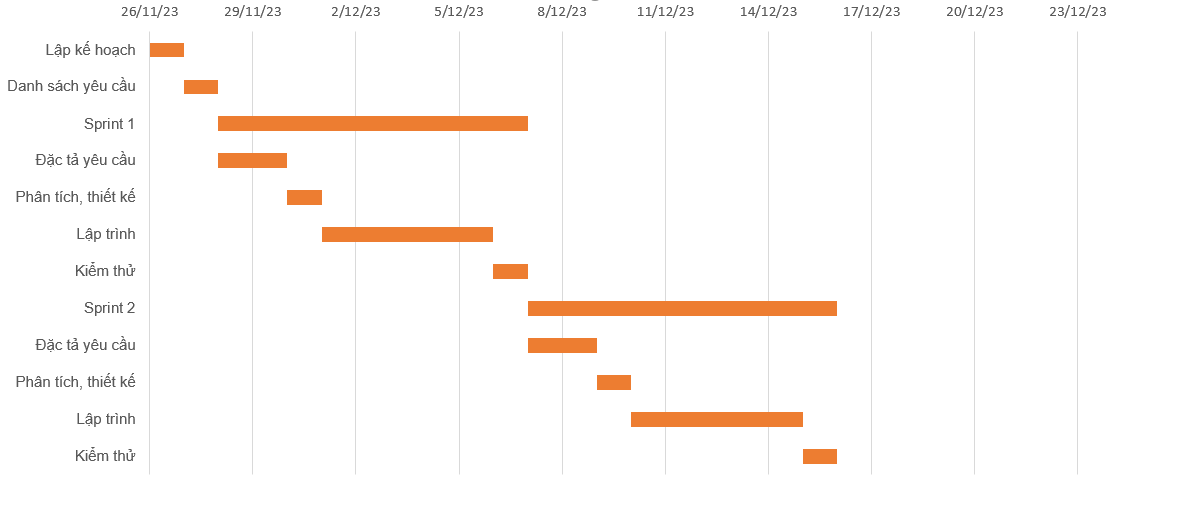 26/11/23 29/11/23 2/12/23 5/12/23 8/12/23 11/12/23 14/12/23 17/12/23 20/12/23 23/12/23
Lập kế hoạch
Danh sách yêu cầu
Sprint 1
Đặc tả yêu cầu
Phân tích, thiết kế
Lập trình
Kiểm thử
Sprint 2
Đặc tả yêu cầu
Phân tích, thiết kế
Lập trình
Kiểm thử